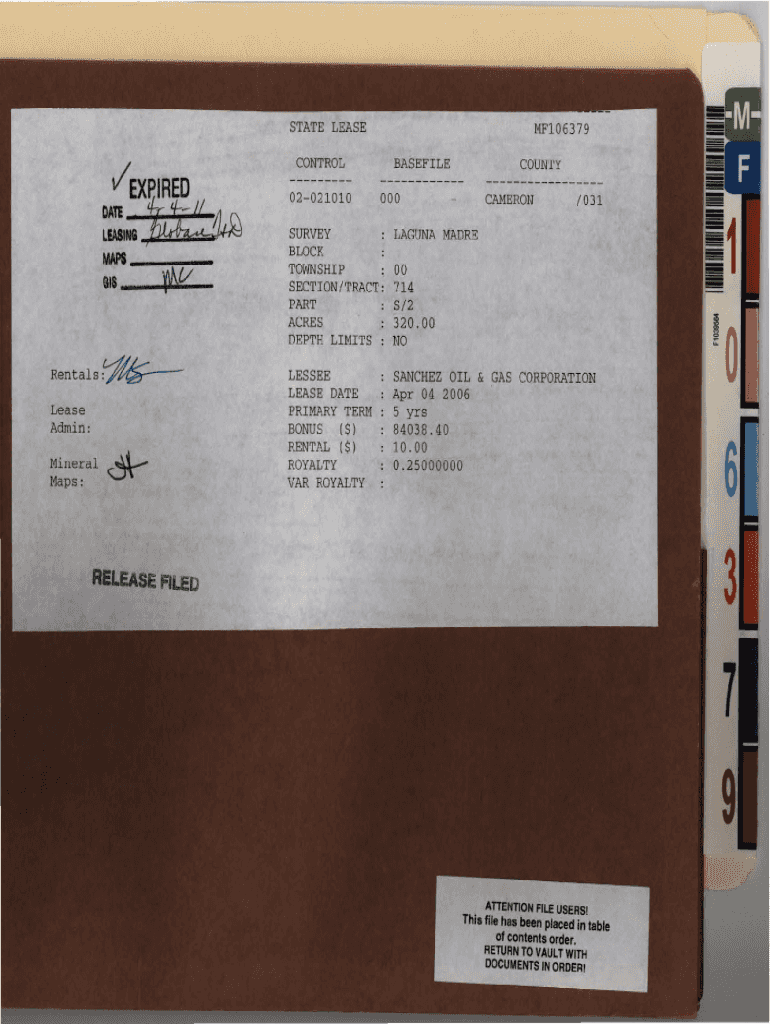 STATE LEASE MF106379
CONTROL BASEFILE COUNTY
02-021010 000 CAMERON /031
✓ EXPIRED
DATE 4-4-11
LEASING
MAPS
GIS MC
SURVEY : LAGUNA MADRE
BLOCK :
TOWNSHIP : 00
SECTION/TRACT: 714
PART : S/2
ACRES : 320.00
DEPTH LIMITS : NO
Rentals:
Lease
Admin:
Mineral
Maps:
LESSEE : SANCHEZ OIL & GAS CORPORATION
LEASE DATE : Apr 04 2006
PRIMARY TERM : 5 yrs
BONUS ($) : 84038.40
RENTAL ($) : 10.00
ROYALTY : 0.25000000
VAR ROYALTY :
RELEASE FILED
ATTENTION FILE USERS!
This file has been placed in table
of contents order.
RETURN TO VAULT WITH
DOCUMENTS IN ORDER!
-M-
F
1
0
6
3
7
9
F1039564